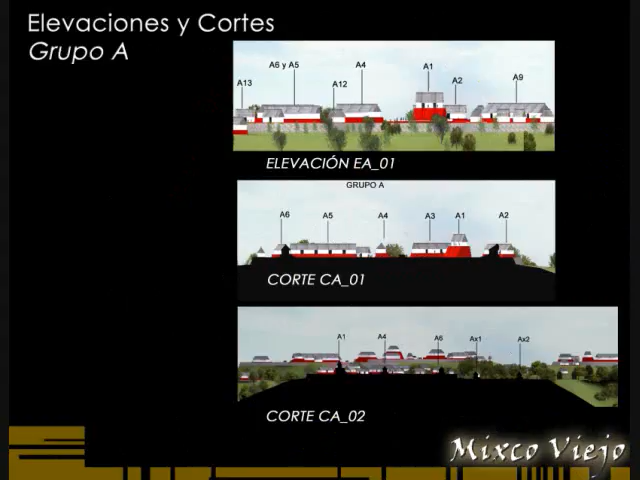 Elevaciones y Cortes
Grupo A
A13 A6 y A5 A12 A4 A1 A2 A9
ELEVACIÓN EA_01
GRUPO A
A6 A5 A4 A3 A1 A2
CORTE CA_01
A1 A4 A6 Ax1 Ax2
CORTE CA_02
Mixco Viejo